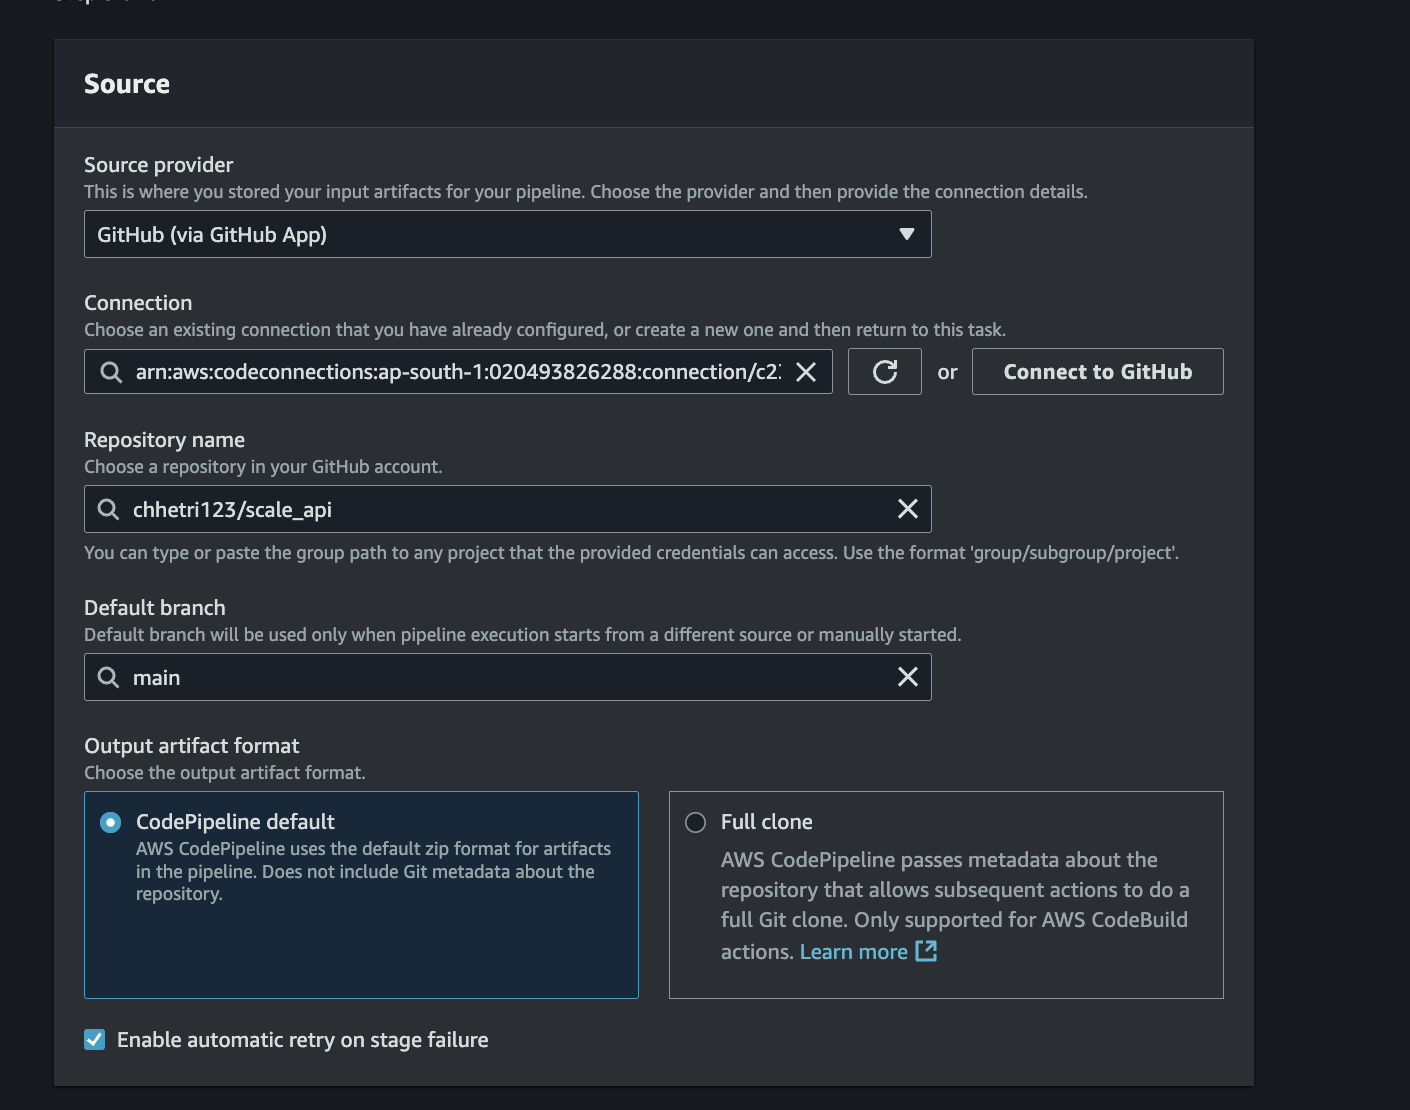 Source
Source provider
This is where you stored your input artifacts for your pipeline. Choose the provider and then provide the connection details.
GitHub (via GitHub App)
Connection
Choose an existing connection that you have already configured, or create a new one and then return to this task.
arn:aws:codeconnections:ap-south-1:020493826288:connection/c2
or
Connect to GitHub
Repository name
Choose a repository in your GitHub account.
chhetri123/scale_api
You can type or paste the group path to any project that the provided credentials can access. Use the format 'group/subgroup/project'.
Default branch
Default branch will be used only when pipeline execution starts from a different source or manually started.
main
Output artifact format
Choose the output artifact format.
CodePipeline default
AWS CodePipeline uses the default zip format for artifacts
in the pipeline. Does not include Git metadata about the
repository.
Full clone
AWS CodePipeline passes metadata about the
repository that allows subsequent actions to do a
full Git clone. Only supported for AWS CodeBuild
actions. Learn more
Enable automatic retry on stage failure